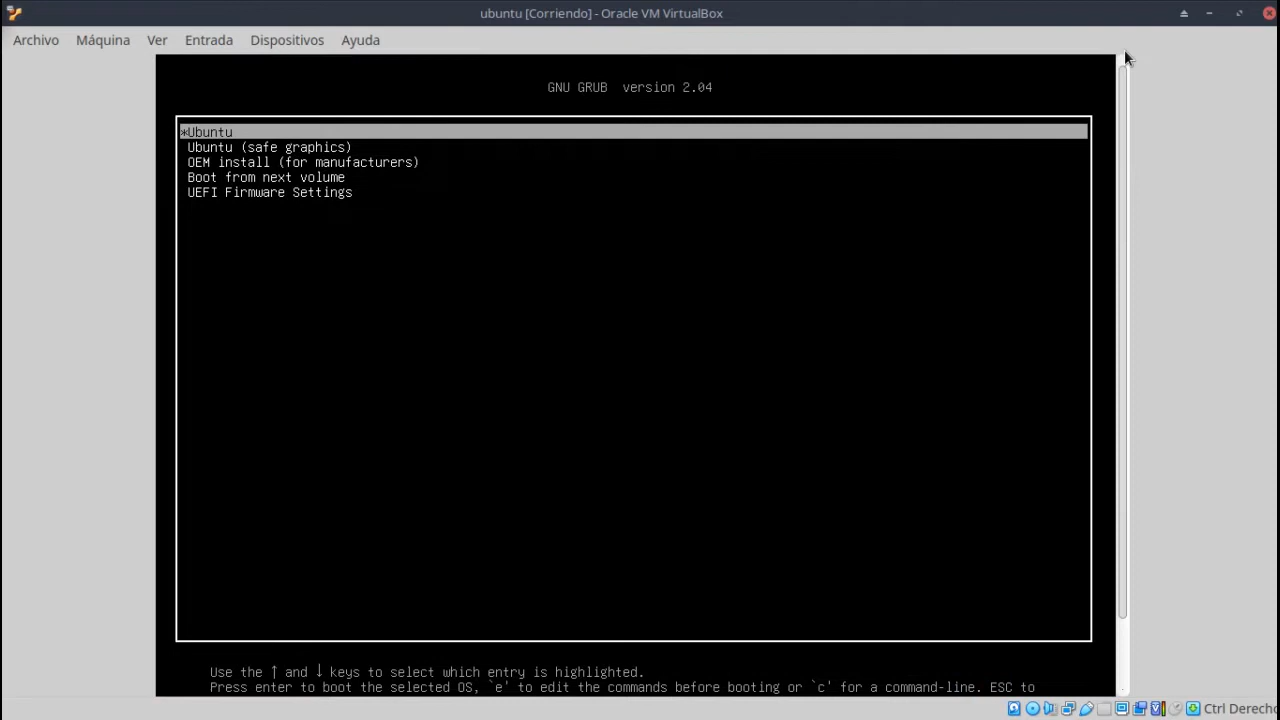 ubuntu [Corriendo] - Oracle VM VirtualBox
Archivo Máquina Ver Entrada Dispositivos Ayuda
GNU GRUB version 2.04
*Ubuntu
Ubuntu (safe graphics)
OEM install (for manufacturers)
Boot from next volume
UEFI Firmware Settings
Use the ↑ and ↓ keys to select which entry is highlighted.
Press enter to boot the selected OS, `e' to edit the commands before booting or `c' for a command-line. ESC to
Ctrl Derecho